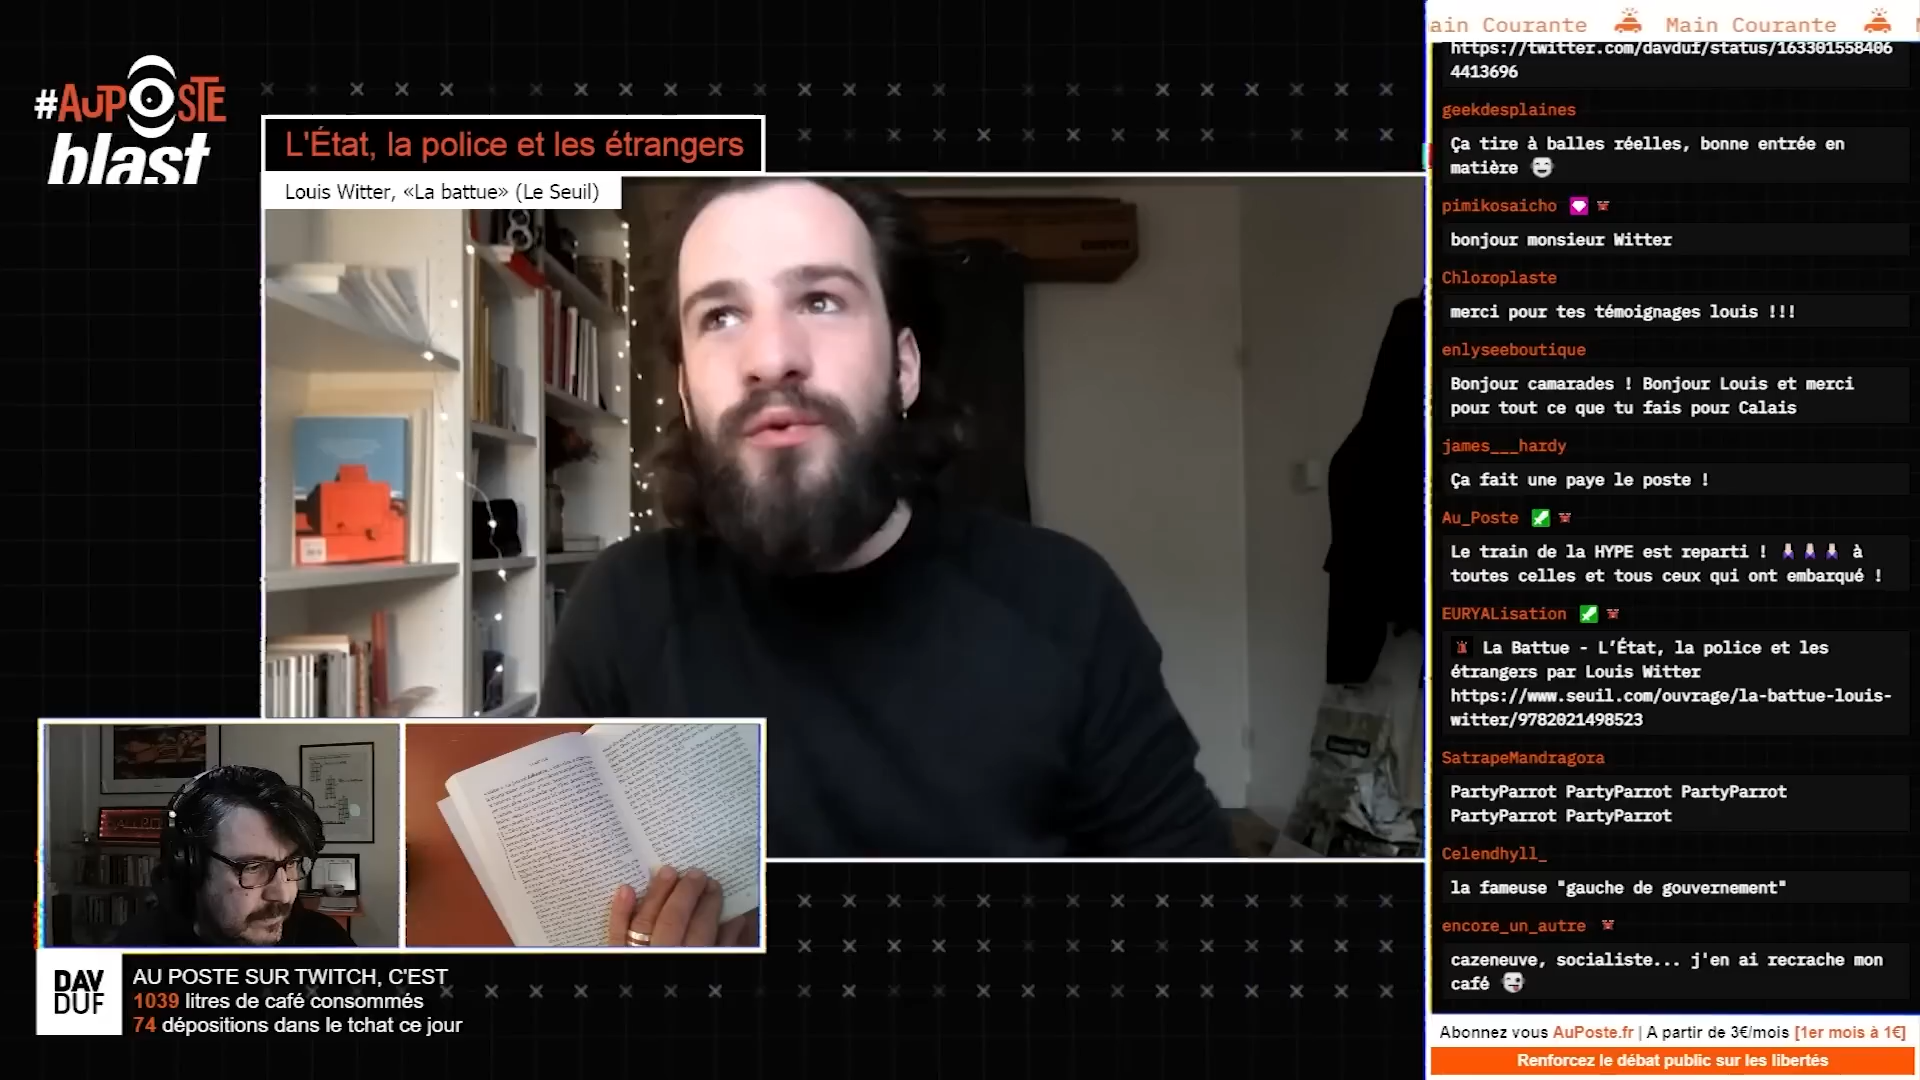 #AuPOSTE
blast
L'État, la police et les étrangers
Louis Witter, «La battue» (Le Seuil)
DAV
DUF
AU POSTE SUR TWITCH, C'EST
1039 litres de café consommés
74 dépositions dans le tchat ce jour
ain Courante Main Courante
https://twitter.com/davduf/status/163301558406
4413696
geekdesplaines
Ça tire à balles réelles, bonne entrée en
matière
pimikosaicho
bonjour monsieur Witter
Chloroplaste
merci pour tes témoignages louis !!!
enlyseeboutique
Bonjour camarades ! Bonjour Louis et merci
pour tout ce que tu fais pour Calais
james___hardy
Ça fait une paye le poste !
Au_Poste
Le train de la HYPE est reparti ! à
toutes celles et tous ceux qui ont embarqué !
EURYALisation
La Battue - L’État, la police et les
étrangers par Louis Witter
https://www.seuil.com/ouvrage/la-battue-louis-
witter/9782021498523
SatrapeMandragora
PartyParrot PartyParrot PartyParrot
PartyParrot PartyParrot
Celendhyll_
la fameuse "gauche de gouvernement"
encore_un_autre
cazeneuve, socialiste... j'en ai recrache mon
café
Abonnez vous AuPoste.fr | A partir de 3€/mois [1er mois à 1€]
Renforcez le débat public sur les libertés